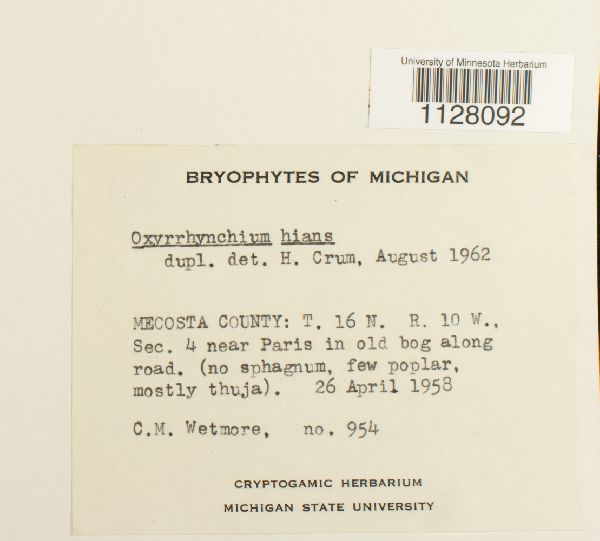 University of Minnesota Herbarium
1128092
BRYOPHYTES OF MICHIGAN
Oxyrrhynchium hians
dupl. det. H. Crum, August 1962
MECOSTA COUNTY: T. 16 N. R. 10 W.,
Sec. 4 near Paris in old bog along
road. (no sphagnum, few poplar,
mostly thuja). 26 April 1958
C.M. Wetmore, no. 954
CRYPTOGAMIC HERBARIUM
MICHIGAN STATE UNIVERSITY